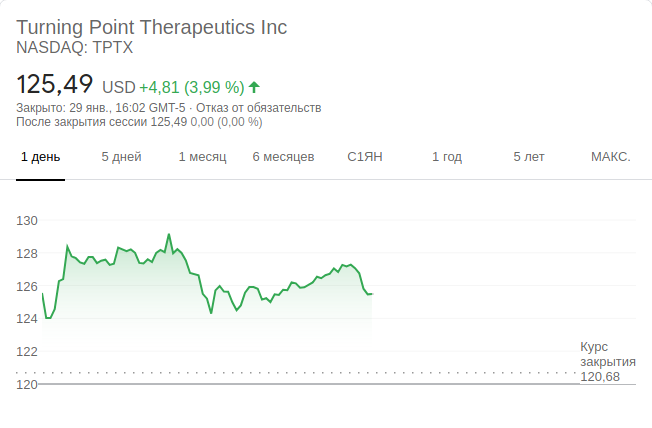 Turning Point Therapeutics Inc
NASDAQ: TPTX
125,49 USD +4,81 (3,99 %)
Закрыто: 29 янв., 16:02 GMT-5 · Отказ от обязательств
После закрытия сессии 125,49 0,00 (0,00 %)
1 день 5 дней 1 месяц 6 месяцев С1ЯН 1 год 5 лет МАКС.
130
128
126
124
122
Курс
закрытия
120,68
120